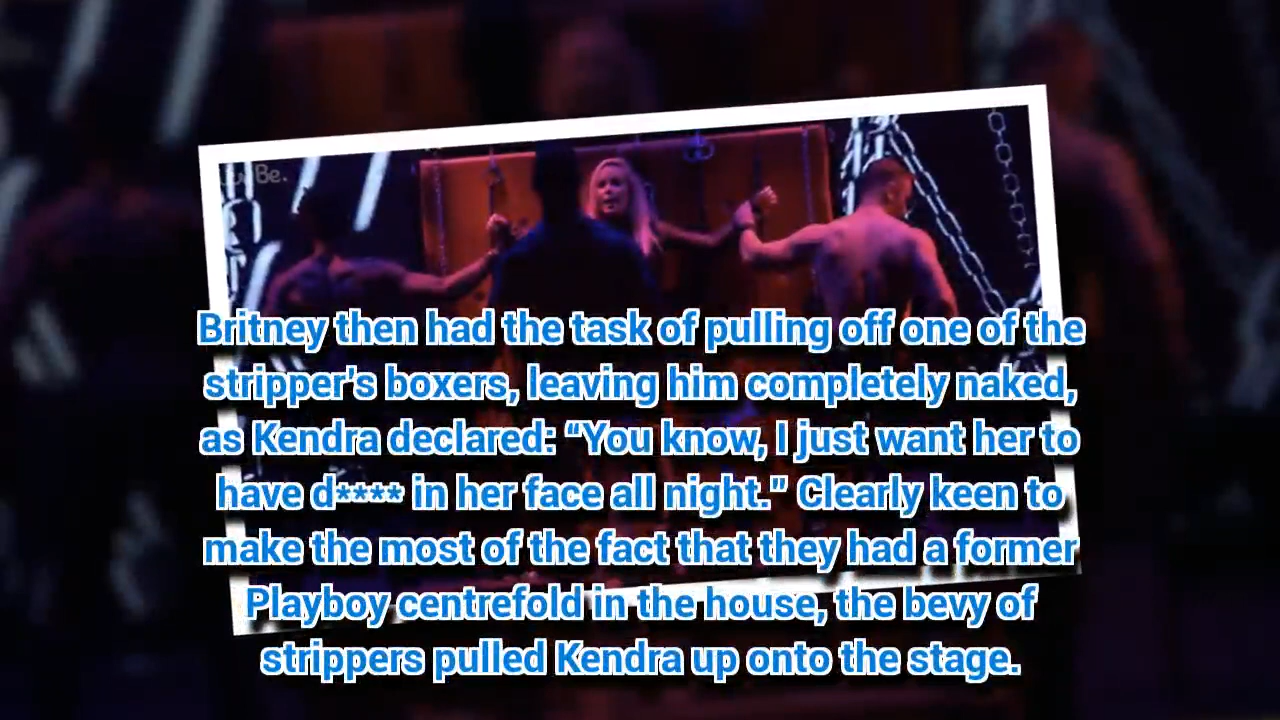 Be.
Britney then had the task of pulling off one of the
stripper's boxers, leaving him completely naked,
as Kendra declared: “You know, I just want her to
have d**** in her face all night.” Clearly keen to
make the most of the fact that they had a former
Playboy centrefold in the house, the bevy of
strippers pulled Kendra up onto the stage.